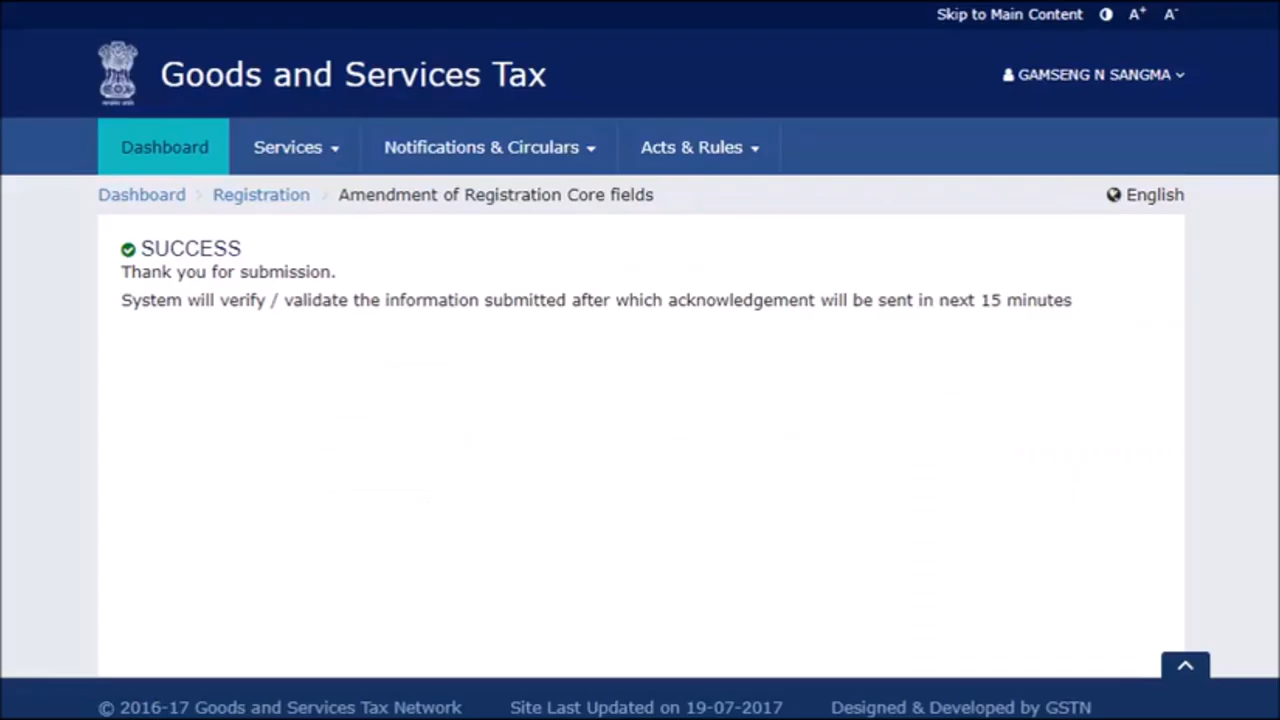 Skip to Main Content A+ A-
Goods and Services Tax
GAMSENG N SANGMA
Dashboard Services Notifications & Circulars Acts & Rules
Dashboard Registration Amendment of Registration Core fields English
SUCCESS
Thank you for submission.
System will verify / validate the information submitted after which acknowledgement will be sent in next 15 minutes
© 2016-17 Goods and Services Tax Network Site Last Updated on 19-07-2017 Designed & Developed by GSTN